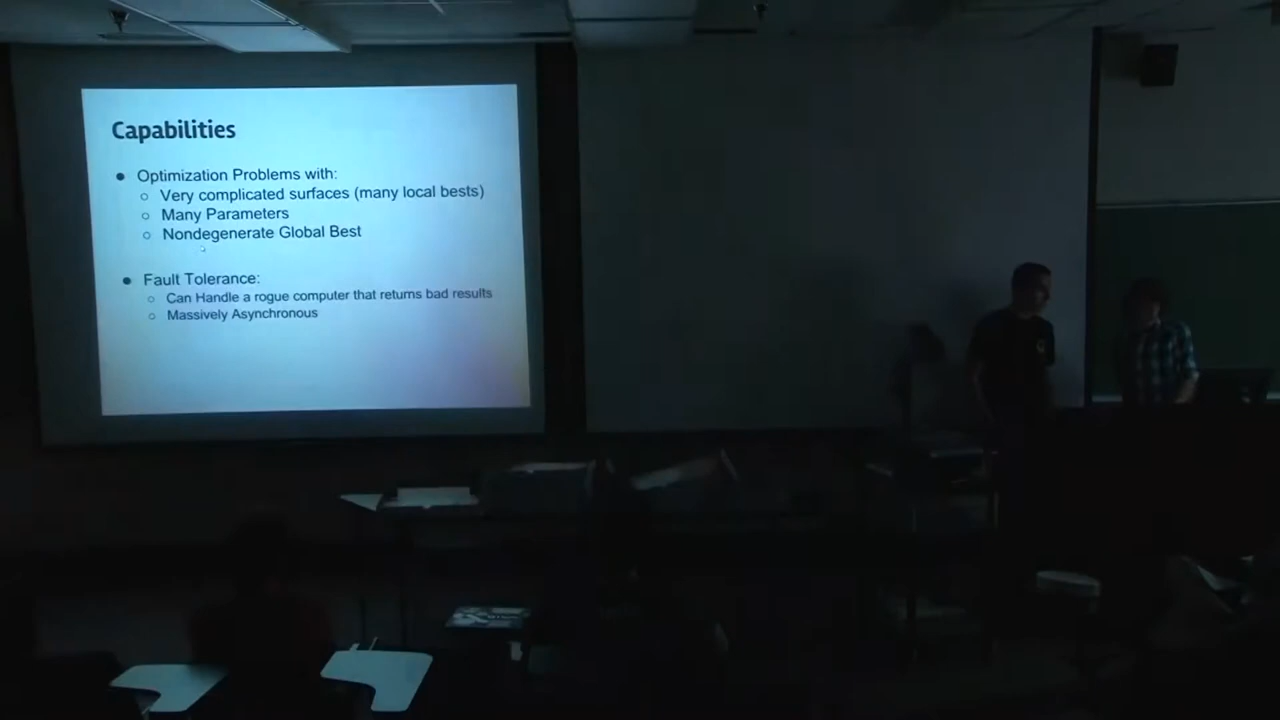 Capabilities
● Optimization Problems with:
○ Very complicated surfaces (many local bests)
○ Many Parameters
○ Nondegenerate Global Best
● Fault Tolerance:
○ Can Handle a rogue computer that returns bad results
○ Massively Asynchronous